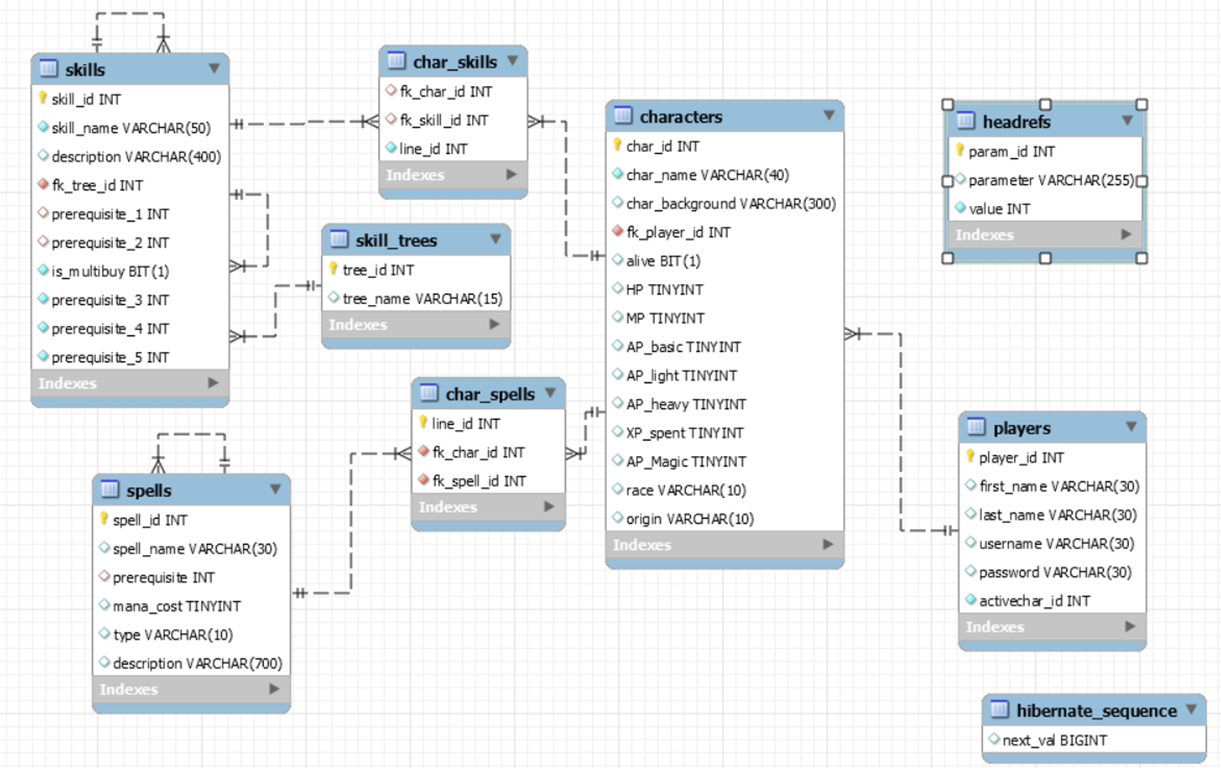 skills
skill_id INT
skill_name VARCHAR(50)
description VARCHAR(400)
fk_tree_id INT
prerequisite_1 INT
prerequisite_2 INT
is_multibuy BIT(1)
prerequisite_3 INT
prerequisite_4 INT
prerequisite_5 INT
Indexes
char_skills
fk_char_id INT
fk_skill_id INT
line_id INT
Indexes
skill_trees
tree_id INT
tree_name VARCHAR(15)
Indexes
char_spells
line_id INT
fk_char_id INT
fk_spell_id INT
Indexes
spells
spell_id INT
spell_name VARCHAR(30)
prerequisite INT
mana_cost TINYINT
type VARCHAR(10)
description VARCHAR(700)
Indexes
characters
char_id INT
char_name VARCHAR(40)
char_background VARCHAR(300)
fk_player_id INT
alive BIT(1)
HP TINYINT
MP TINYINT
AP_basic TINYINT
AP_light TINYINT
AP_heavy TINYINT
XP_spent TINYINT
AP_Magic TINYINT
race VARCHAR(10)
origin VARCHAR(10)
Indexes
headrefs
param_id INT
parameter VARCHAR(255)
value INT
Indexes
players
player_id INT
first_name VARCHAR(30)
last_name VARCHAR(30)
username VARCHAR(30)
password VARCHAR(30)
activechar_id INT
Indexes
hibernate_sequence
next_val BIGINT